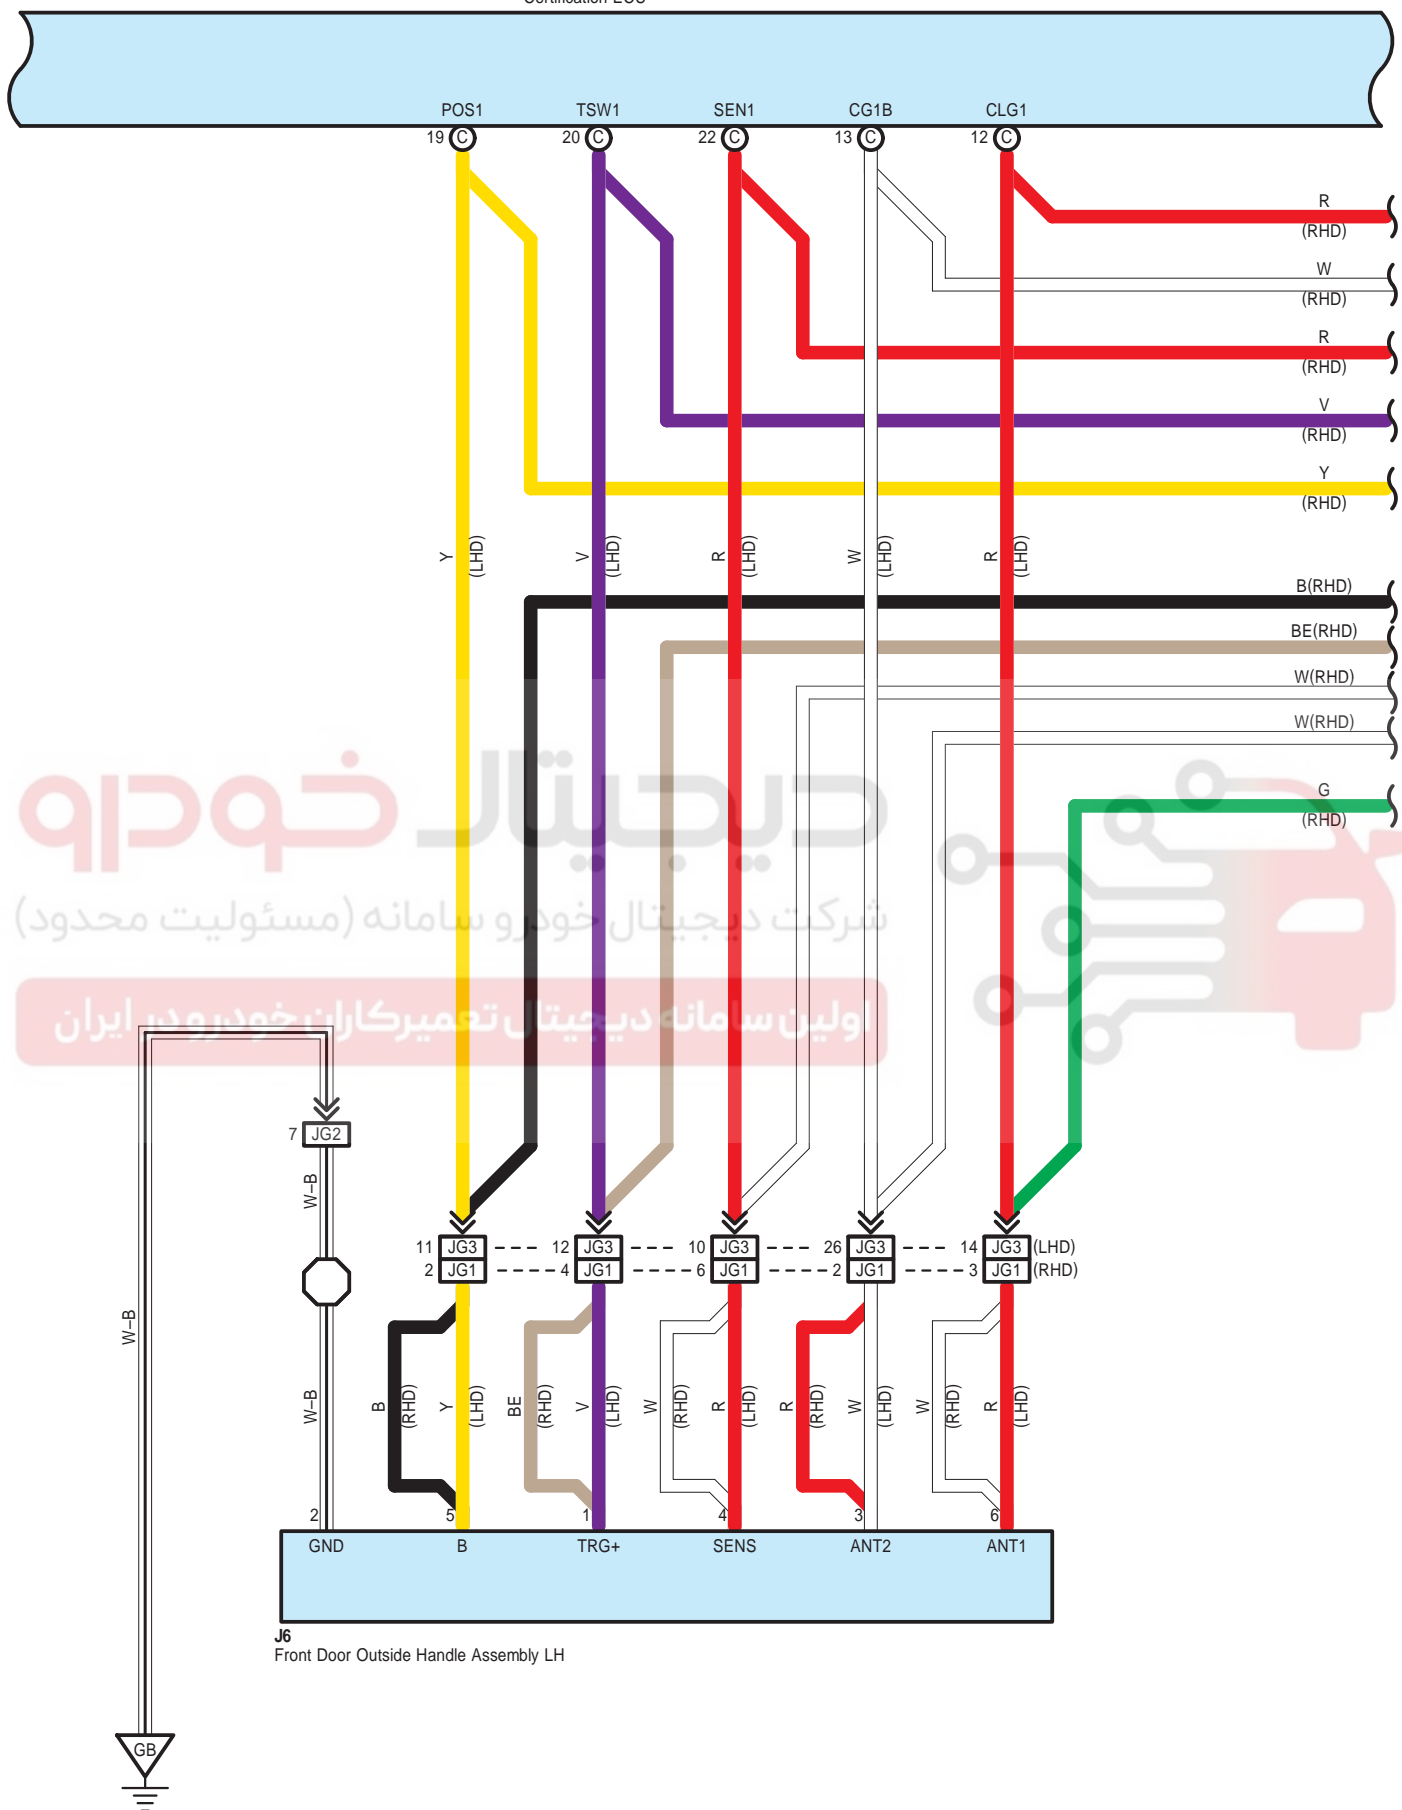 POS1 TSW1 SEN1 CG1B CLG1
19 C 20 C 22 C 13 C 12 C
R
(RHD)
W
(RHD)
R
(RHD)
V
(RHD)
Y
(RHD)
Y (LHD) V (LHD) R (LHD) W (LHD) R (LHD)
B(RHD)
BE(RHD)
W(RHD)
W(RHD)
G
(RHD)
دیجیتال خودرو
شرکت دیجیتال خودرو سامانه (مسئولیت محدود)
اولین سامانه دیجیتال تعمیرکاران خودرو در ایران
7 JG2
W–B
11 JG3 12 JG3 10 JG3 26 JG3 14 JG3 (LHD)
2 JG1 4 JG1 6 JG1 2 JG1 3 JG1 (RHD)
W–B
W–B B (RHD) Y (LHD) BE (RHD) V (LHD) W (RHD) R (LHD) R (RHD) W (LHD) W (RHD) R (LHD)
2 5 1 4 3 6
GND B TRG+ SENS ANT2 ANT1
J6
Front Door Outside Handle Assembly LH
GB